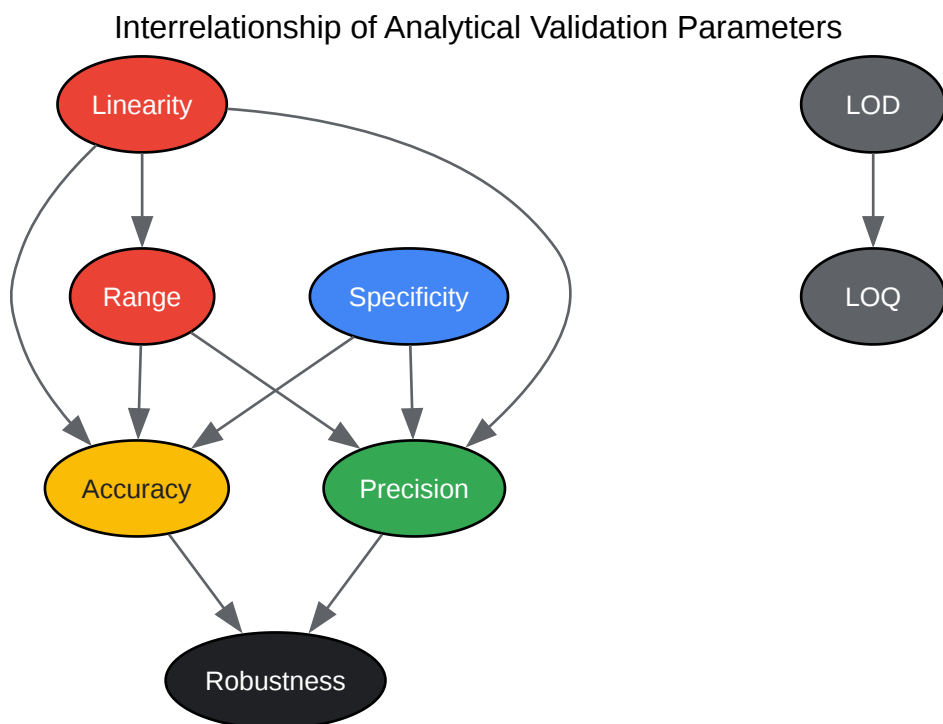 Interrelationship of Analytical Validation Parameters
Linearity
LOD
Range
Specificity
LOQ
Accuracy
Precision
Robustness